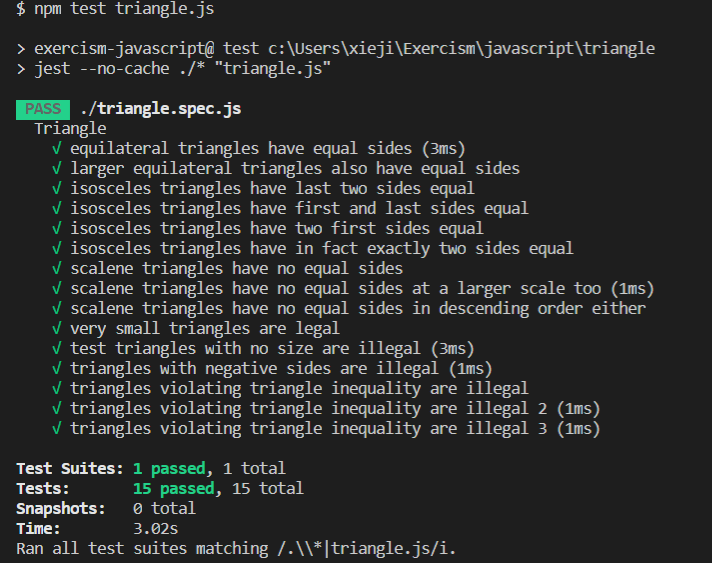 $ npm test triangle.js
> exercism-javascript@ test c:\Users\xieji\Exercism\javascript\triangle
> jest --no-cache ./* "triangle.js"
PASS ./triangle.spec.js
Triangle
√ equilateral triangles have equal sides (3ms)
√ larger equilateral triangles also have equal sides
√ isosceles triangles have last two sides equal
√ isosceles triangles have first and last sides equal
√ isosceles triangles have two first sides equal
√ isosceles triangles have in fact exactly two sides equal
√ scalene triangles have no equal sides
√ scalene triangles have no equal sides at a larger scale too (1ms)
√ scalene triangles have no equal sides in descending order either
√ very small triangles are legal
√ test triangles with no size are illegal (3ms)
√ triangles with negative sides are illegal (1ms)
√ triangles violating triangle inequality are illegal
√ triangles violating triangle inequality are illegal 2 (1ms)
√ triangles violating triangle inequality are illegal 3 (1ms)
Test Suites: 1 passed, 1 total
Tests: 15 passed, 15 total
Snapshots: 0 total
Time: 3.02s
Ran all test suites matching /.\\*|triangle.js/i.